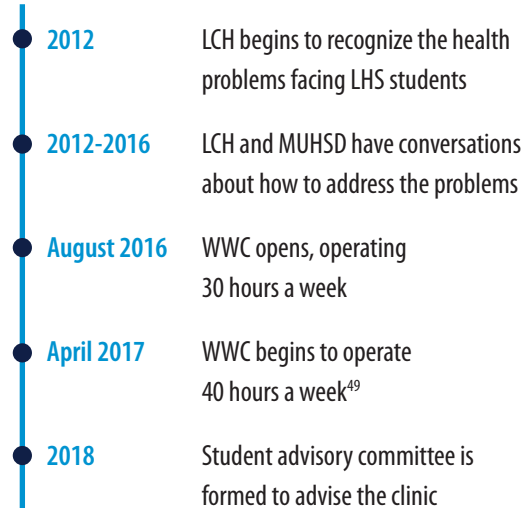 2012 LCH begins to recognize the health
problems facing LHS students
2012-2016 LCH and MUHSD have conversations
about how to address the problems
August 2016 WWC opens, operating
30 hours a week
April 2017 WWC begins to operate
40 hours a week49
2018 Student advisory committee is
formed to advise the clinic